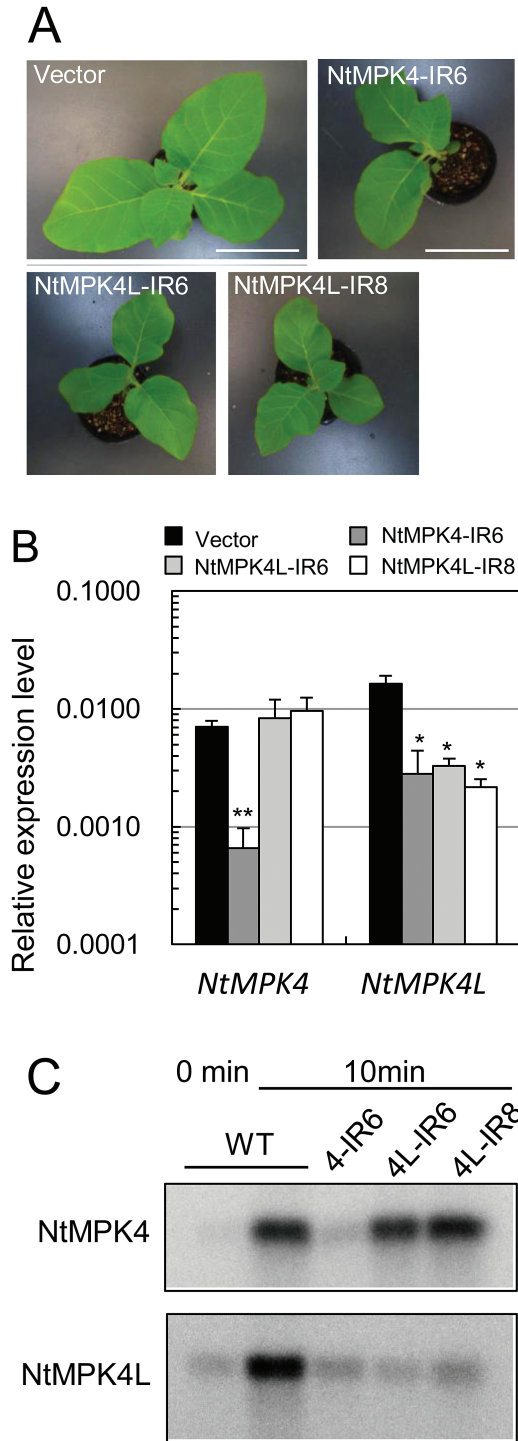 A
Vector
NtMPK4-IR6
NtMPK4L-IR6
NtMPK4L-IR8
B
Vector
NtMPK4-IR6
NtMPK4L-IR6
NtMPK4L-IR8
Relative expression level
0.1000
0.0100
0.0010
0.0001
**
*
*
*
NtMPK4
NtMPK4L
C
0 min
10min
WT
4-IR6
4L-IR6
4L-IR8
NtMPK4
NtMPK4L